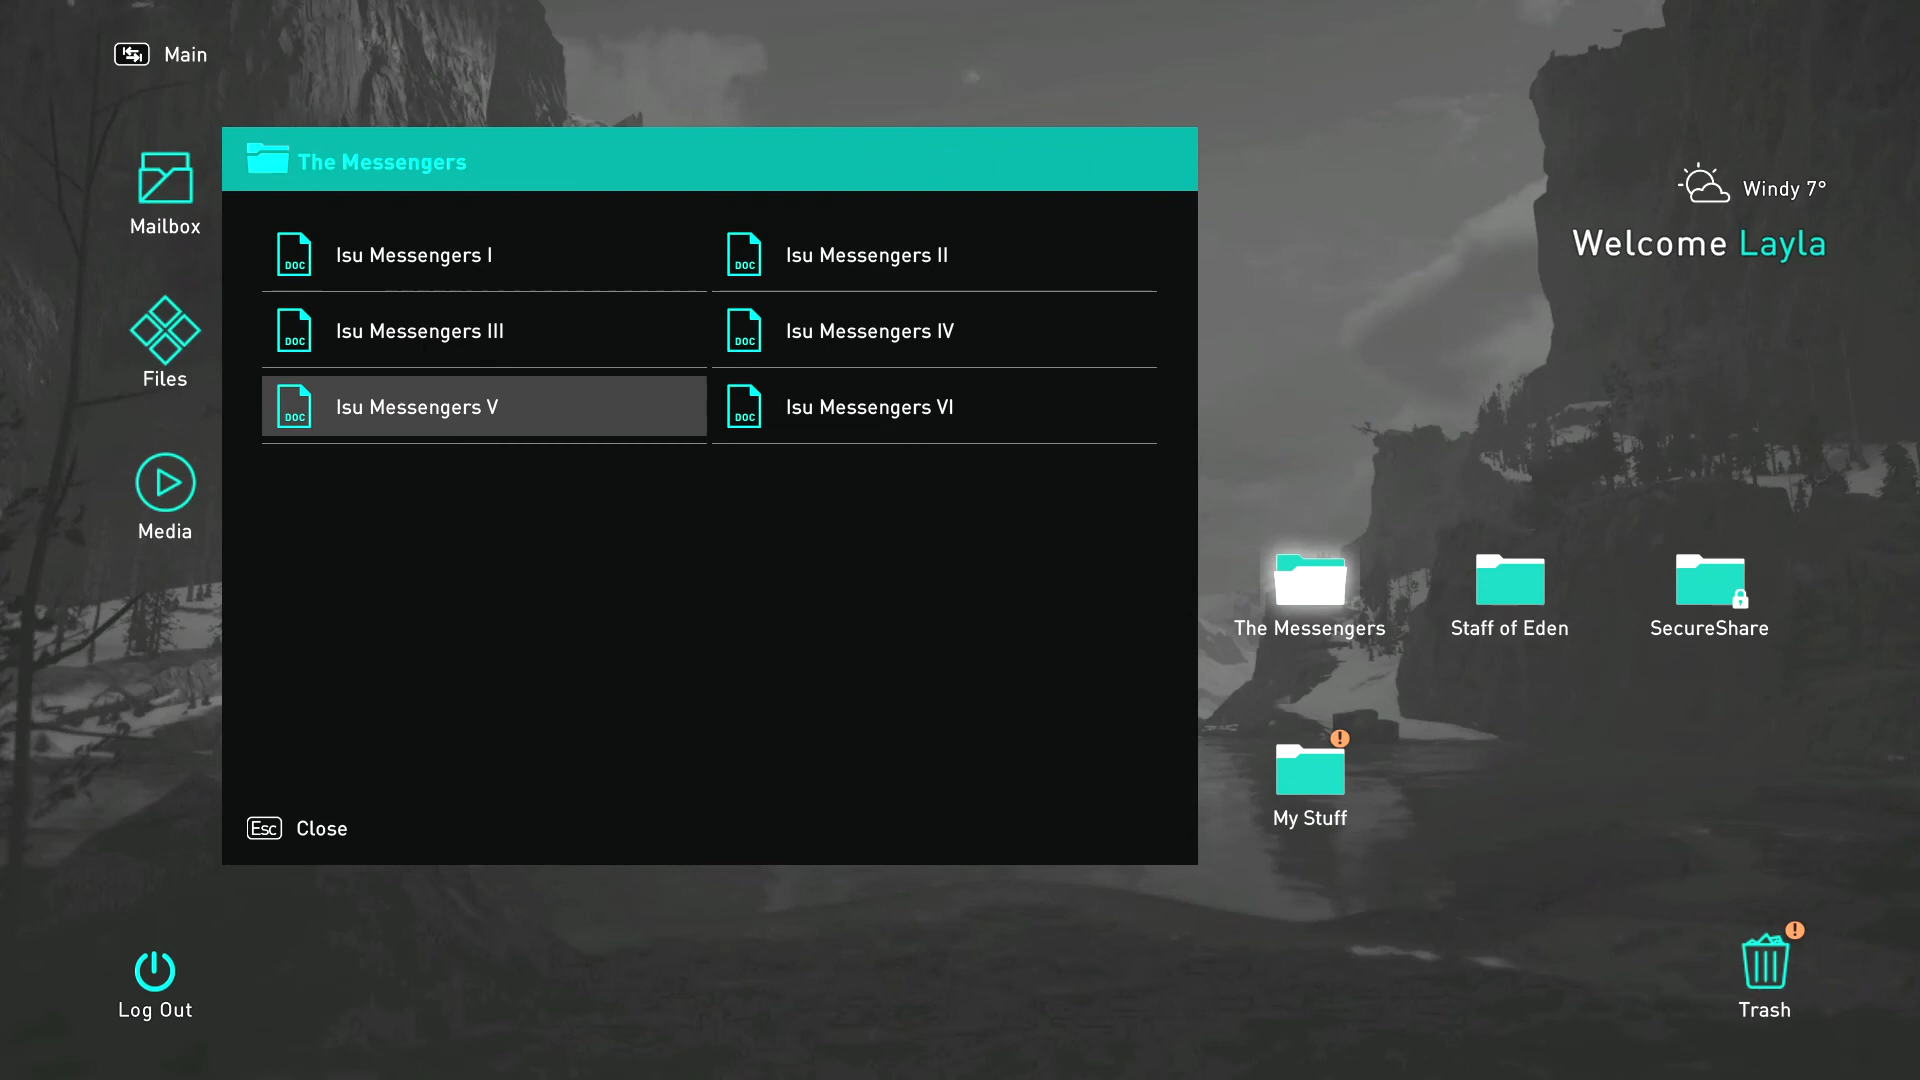 Main
The Messengers
Mailbox
Files
Media
DOC Isu Messengers I
DOC Isu Messengers II
DOC Isu Messengers III
DOC Isu Messengers IV
DOC Isu Messengers V
DOC Isu Messengers VI
Esc Close
Windy 7°
Welcome Layla
The Messengers
Staff of Eden
SecureShare
!
My Stuff
Log Out
!
Trash